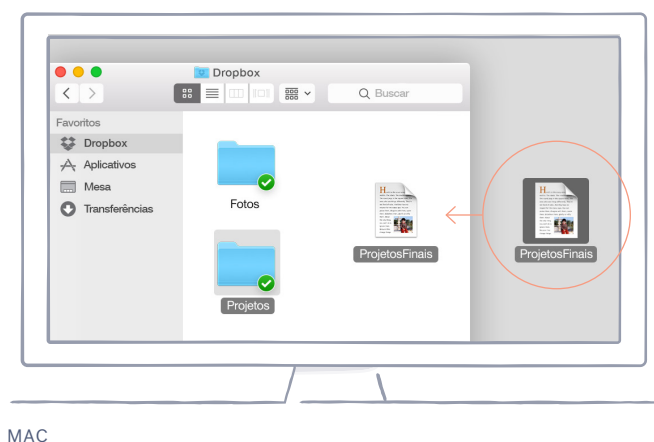 Dropbox
Buscar
Favoritos
Dropbox
Aplicativos
Mesa
Transferências
Fotos
ProjetosFinais
ProjetosFinais
Projetos
MAC